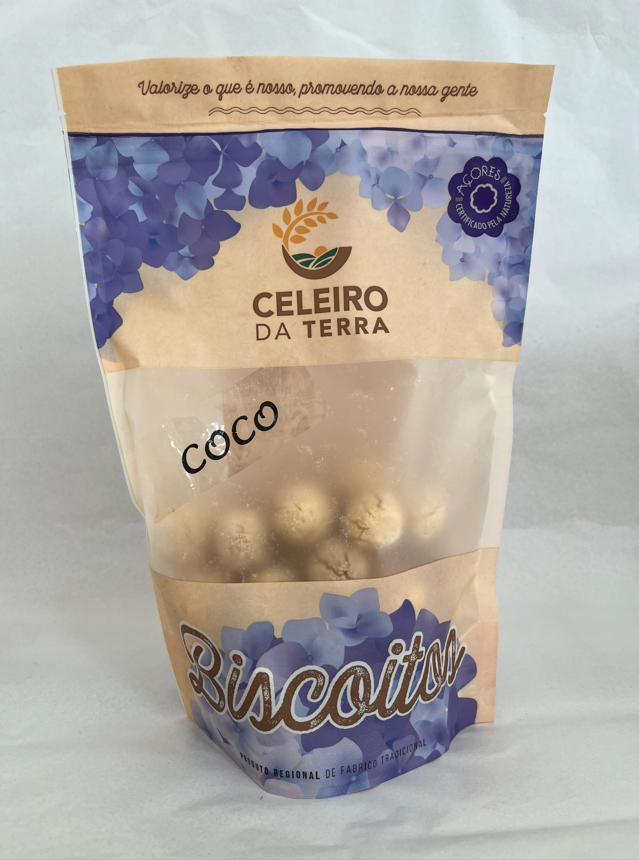 Valorize o que é nosso, promovendo a nossa gente
AÇORES
CERTIFICADO PELA NATUREZA
CELEIRO
DA TERRA
COCO
Biscoitos
PRODUTO REGIONAL DE FABRICO TRADICIONAL